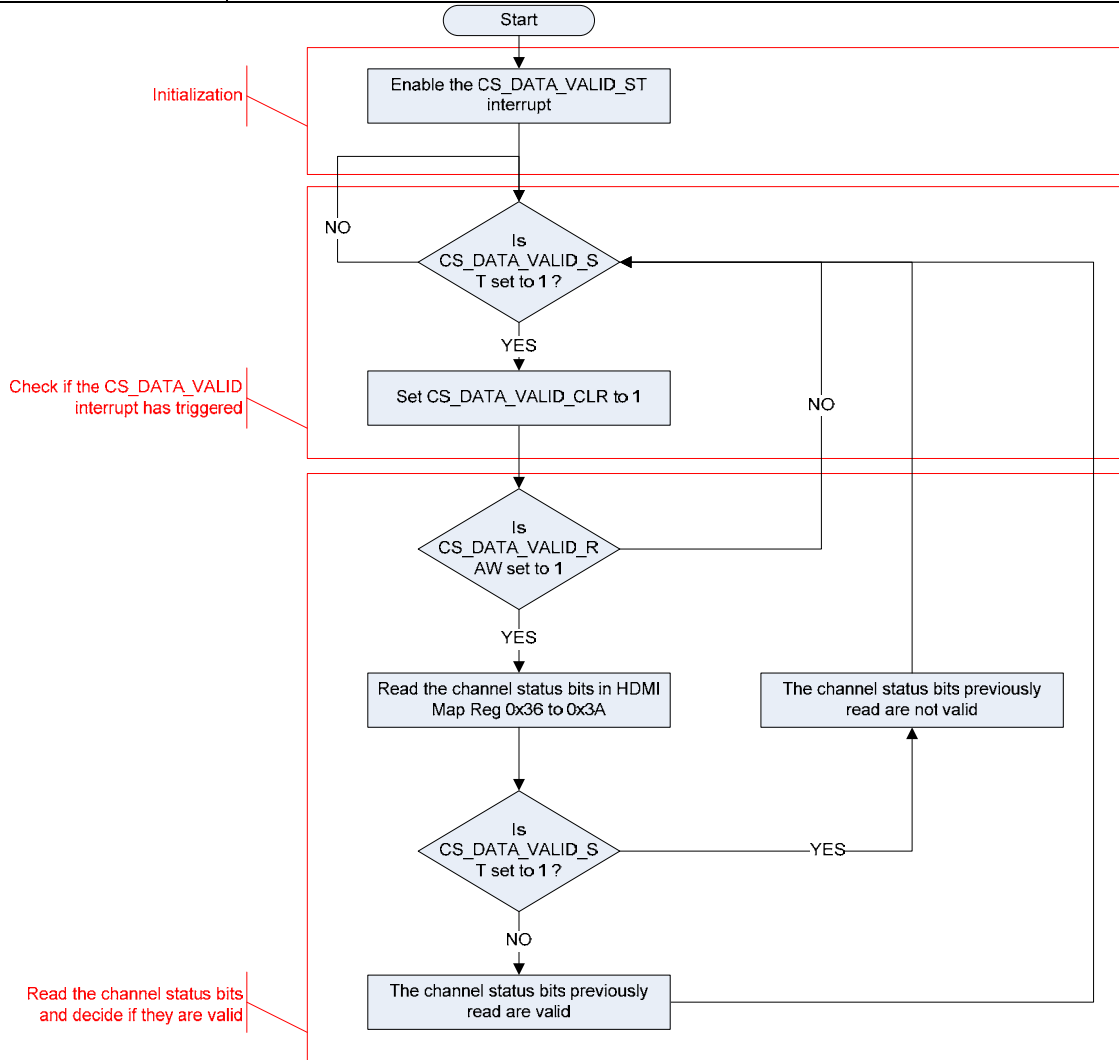 Start
Initialization
Enable the CS_DATA_VALID_ST
interrupt
NO
Is
CS_DATA_VALID_S
T set to 1 ?
YES
Check if the CS_DATA_VALID
interrupt has triggered
Set CS_DATA_VALID_CLR to 1
NO
Is
CS_DATA_VALID_R
AW set to 1
YES
Read the channel status bits in HDMI
Map Reg 0x36 to 0x3A
The channel status bits previously
read are not valid
Is
CS_DATA_VALID_S
T set to 1 ?
YES
NO
Read the channel status bits
and decide if they are valid
The channel status bits previously
read are valid